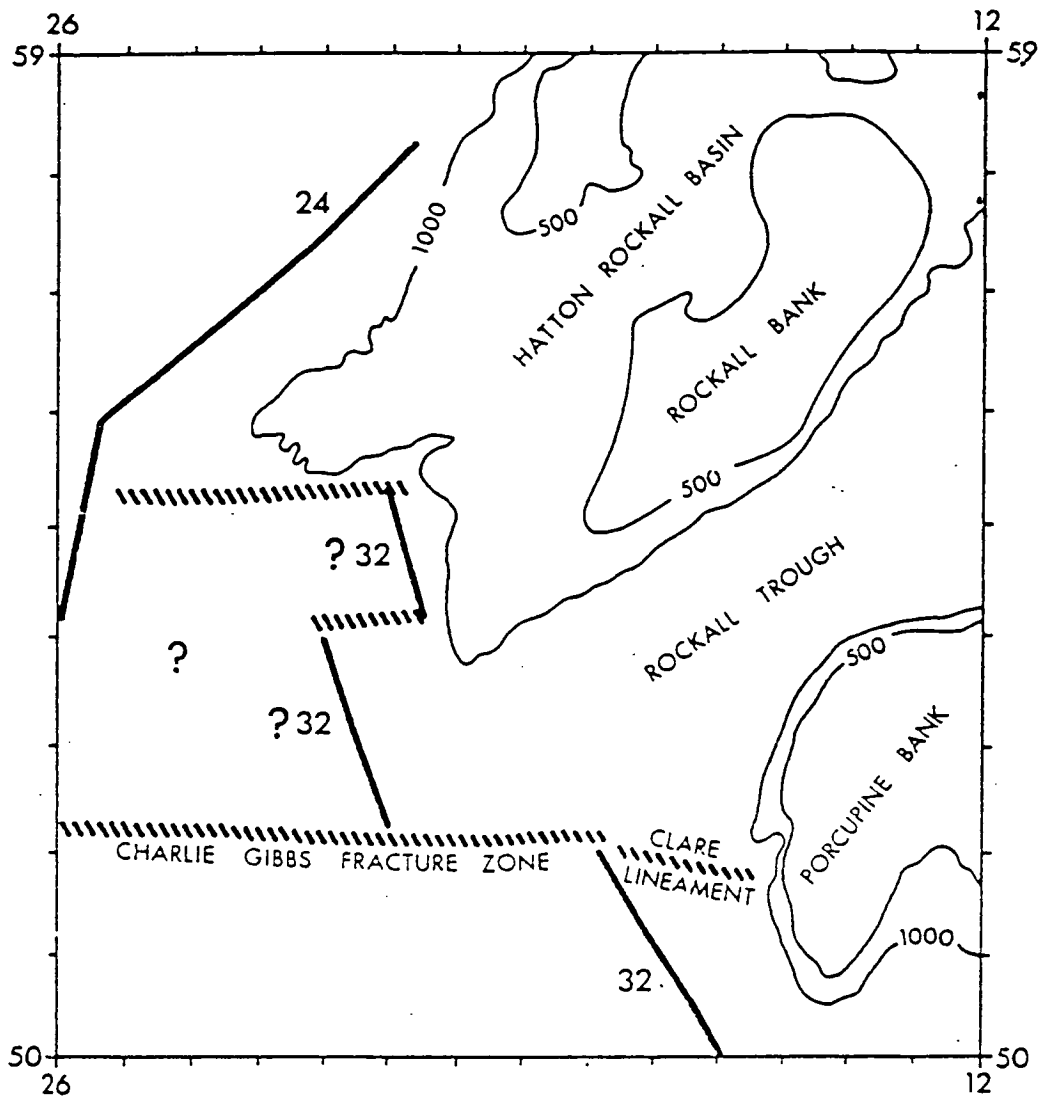 26
12
59
59
24
1000
500
HATTON ROCKALL BASIN
ROCKALL BANK
500
? 32
ROCKALL TROUGH
?
500
? 32
PORCUPINE BANK
CHARLIE GIBBS FRACTURE ZONE
CLARE
LINEAMENT
1000
32
50
50
26
12